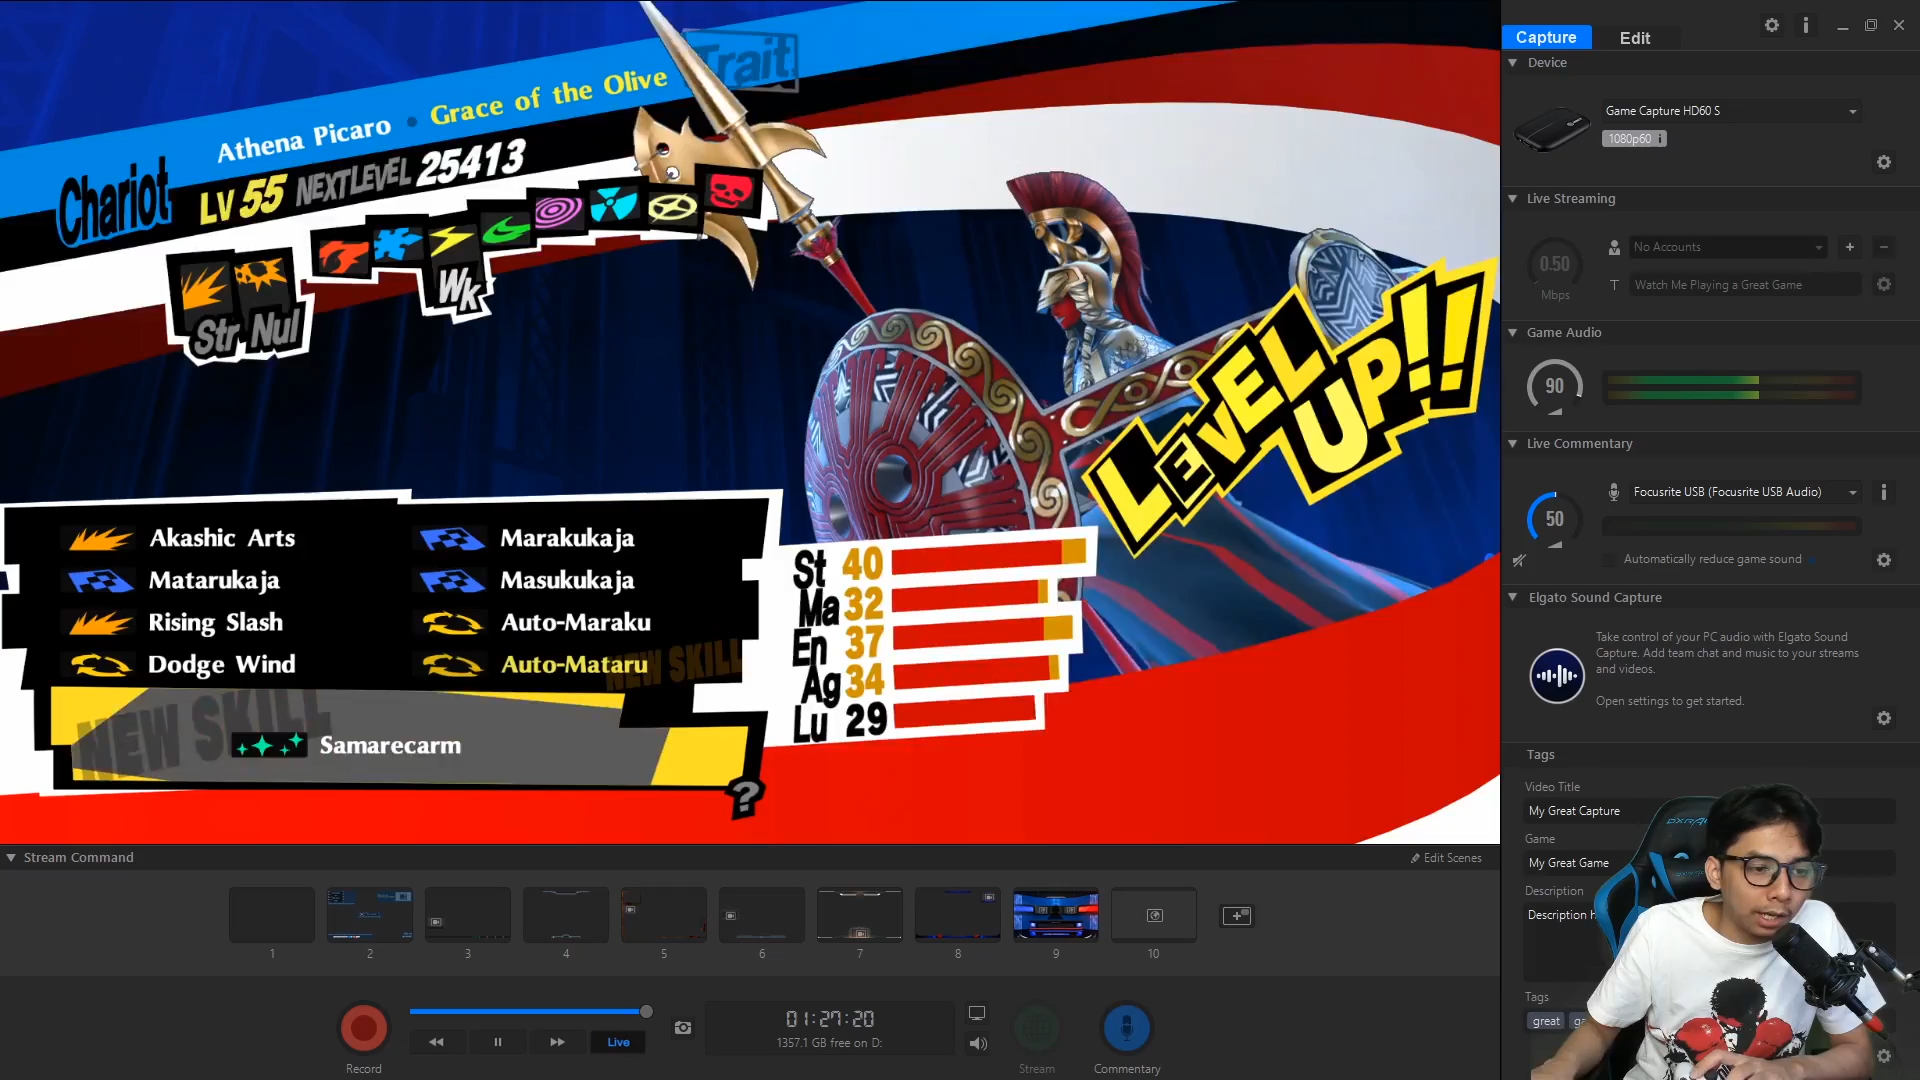 Trait
Athena Picaro • Grace of the Olive
Chariot
LV 55 NEXT LEVEL 25413
Str Nul
Wk
LEVEL UP!!
Akashic Arts
Marakukaja
Matarukaja
Masukukaja
Rising Slash
Auto-Maraku
Dodge Wind
Auto-Mataru
NEW SKILL
NEW SKILL
Samarecarm
?
St 40
Ma 32
En 37
Ag 34
Lu 29
Capture
Edit
Device
Game Capture HD60 S
1080p60 i
Live Streaming
0.50
Mbps
No Accounts
T Watch Me Playing a Great Game
Game Audio
90
Live Commentary
50
Focusrite USB (Focusrite USB Audio)
Automatically reduce game sound
Elgato Sound Capture
Take control of your PC audio with Elgato Sound
Capture. Add team chat and music to your streams
and videos.
Open settings to get started.
Tags
Video Title
My Great Capture
Game
My Great Game
Description
Description h
Tags
great
Stream Command
Edit Scenes
1 2 3 4 5 6 7 8 9 10
Live
01:27:20
1357.1 GB free on D:
Record
Stream
Commentary